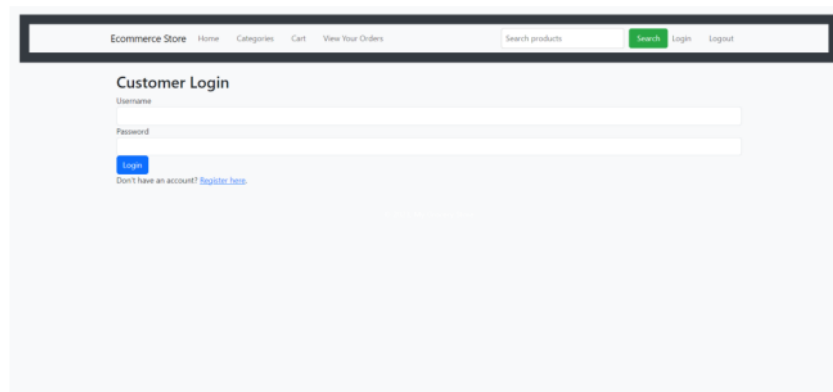 Ecommerce Store Home Categories Cart View Your Orders Search products Search Login Logout
Customer Login
Username
Password
Login
Don't have an account? Register here.